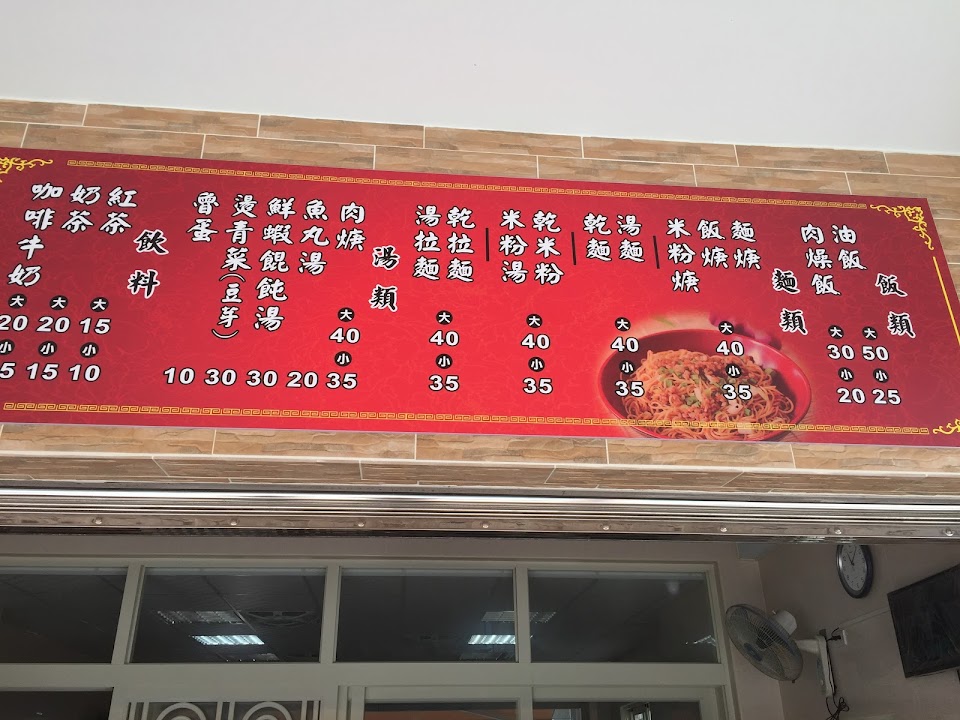 飯類
油飯
大
50
小
25
肉燥飯
大
30
小
20
麵類
麵焿
飯焿
米粉焿
大
40
小
35
湯麵
乾麵
大
40
小
35
乾米粉
米粉湯
大
40
小
35
乾拉麵
湯拉麵
大
40
小
35
湯類
肉焿
大
40
小
35
魚丸湯
20
鮮蝦餛飩湯
30
燙青菜(豆芽)
30
魯蛋
10
飲料
紅茶
大
15
小
10
奶茶
大
20
小
15
咖啡牛奶
大
20
小